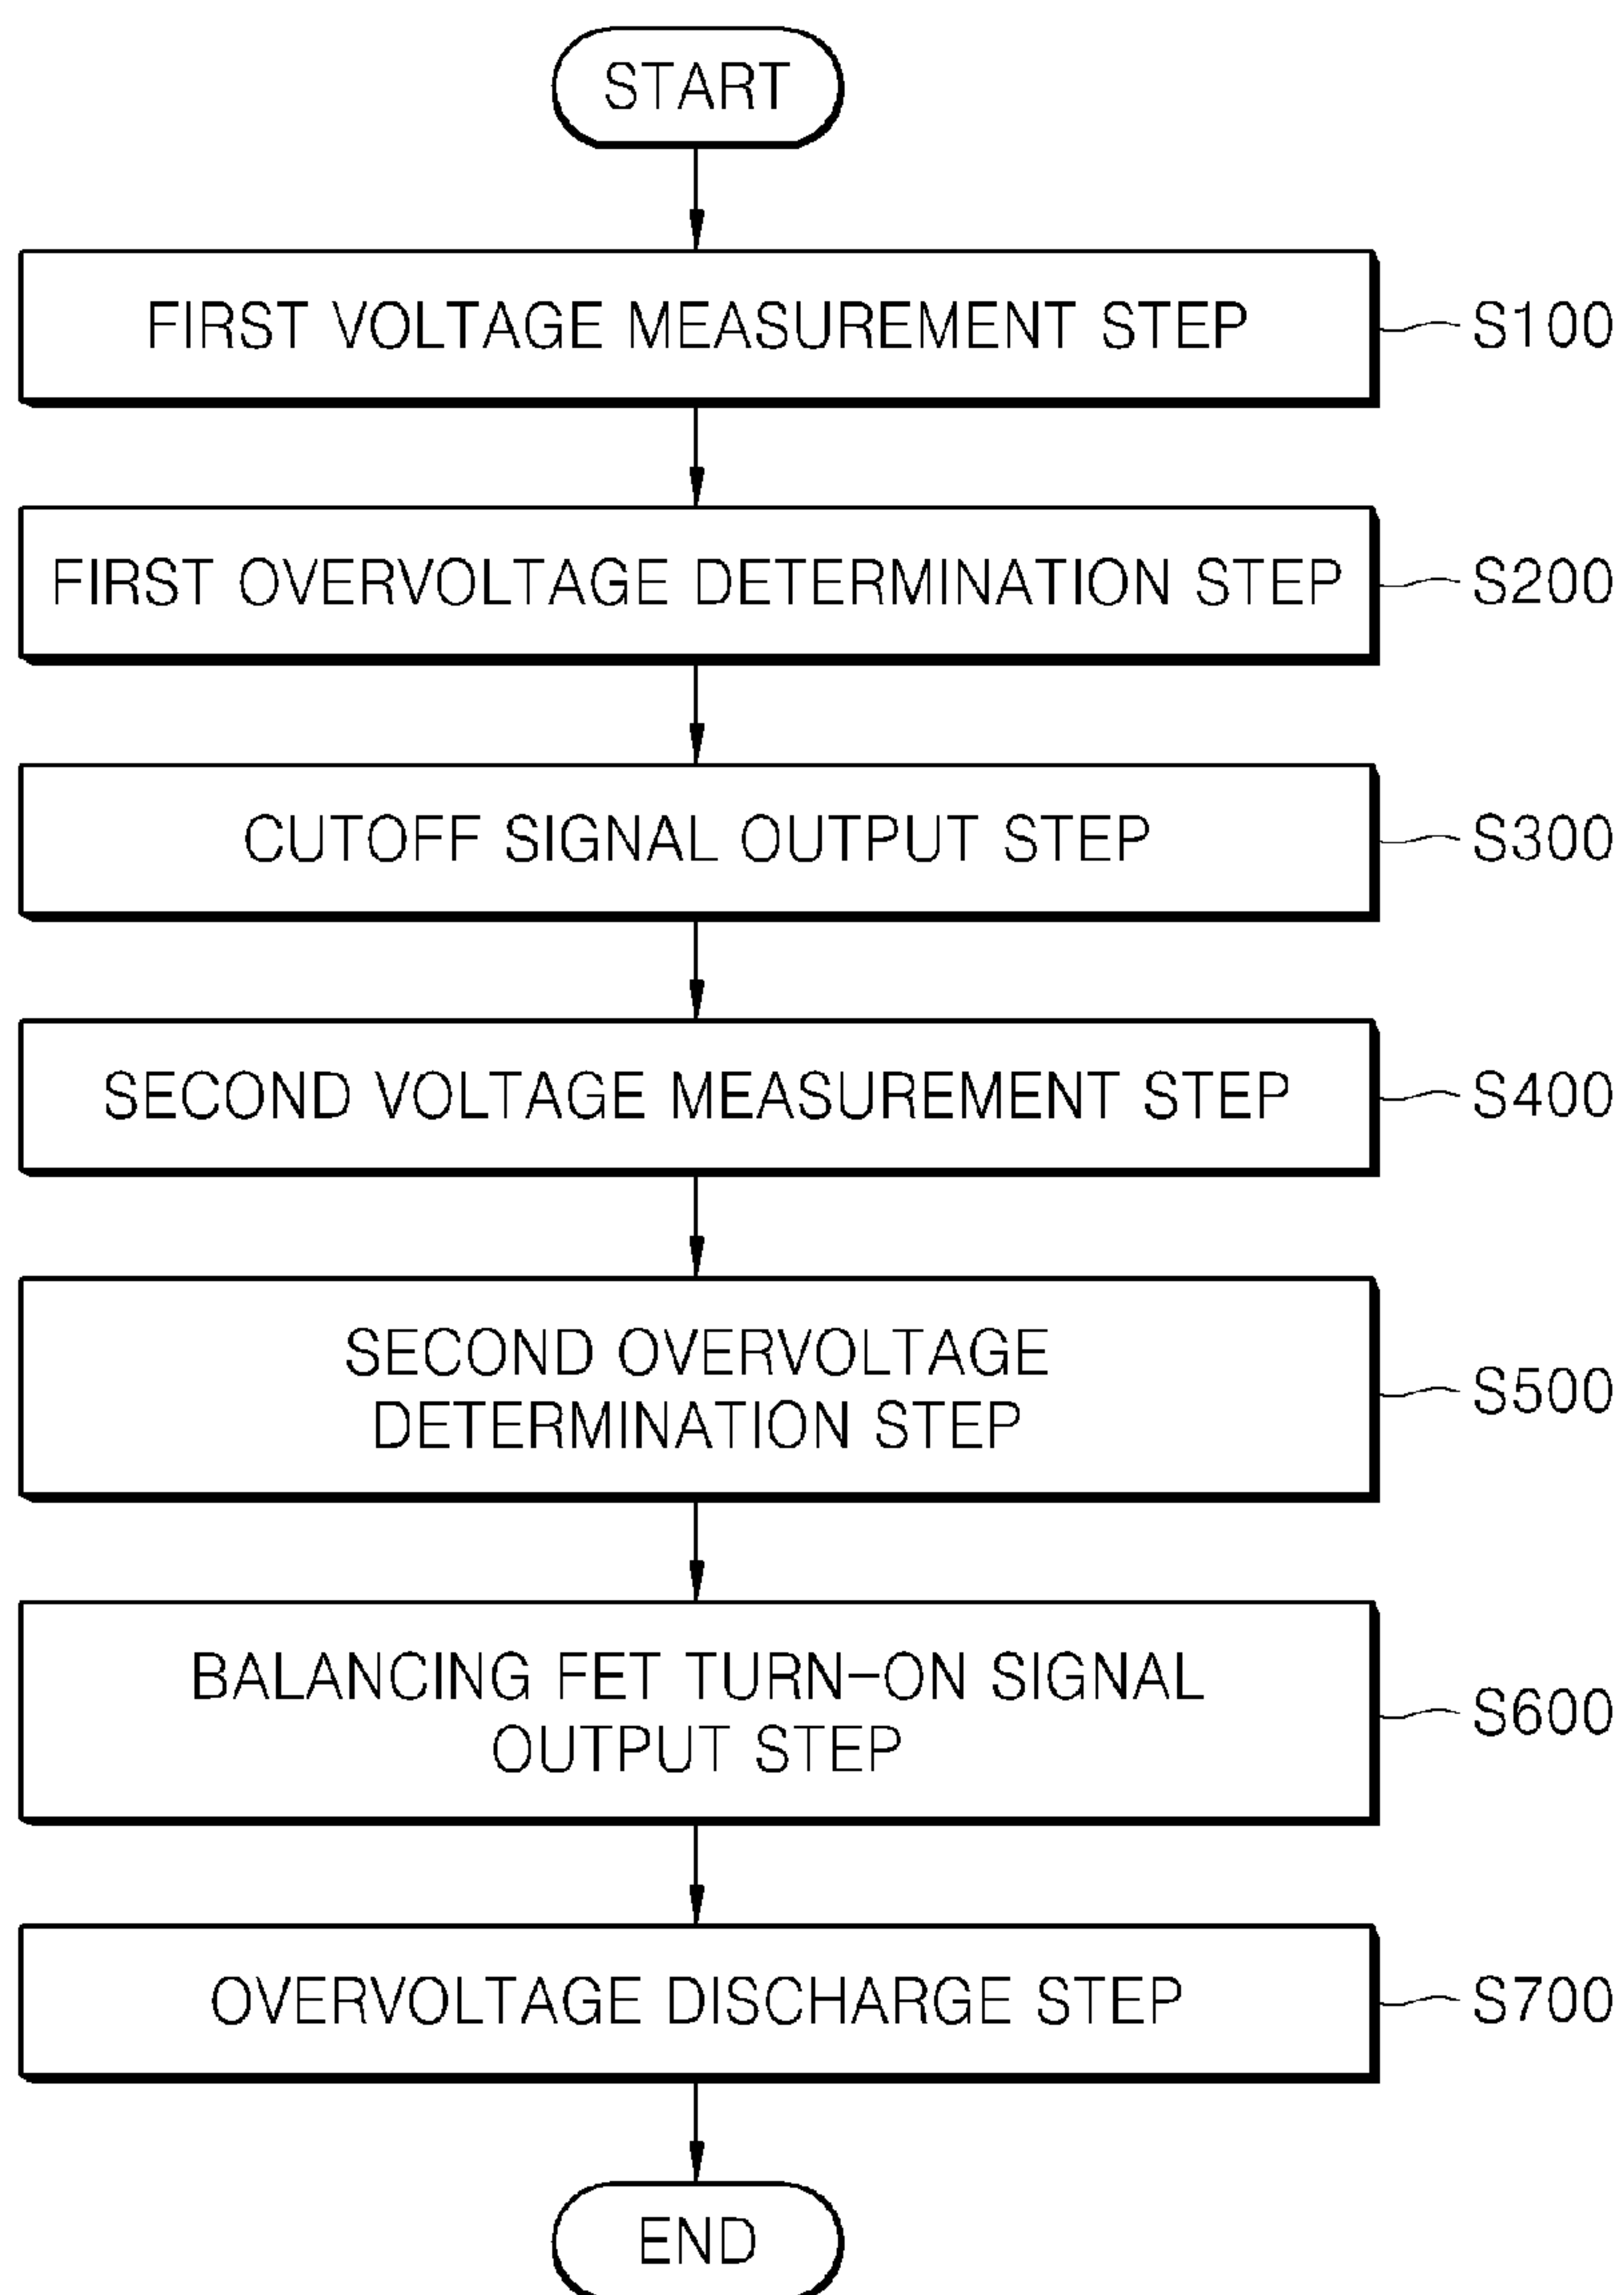 START
FIRST VOLTAGE MEASUREMENT STEP
S100
FIRST OVERVOLTAGE DETERMINATION STEP
S200
CUTOFF SIGNAL OUTPUT STEP
S300
SECOND VOLTAGE MEASUREMENT STEP
S400
SECOND OVERVOLTAGE
DETERMINATION STEP
S500
BALANCING FET TURN-ON SIGNAL
OUTPUT STEP
S600
OVERVOLTAGE DISCHARGE STEP
S700
END